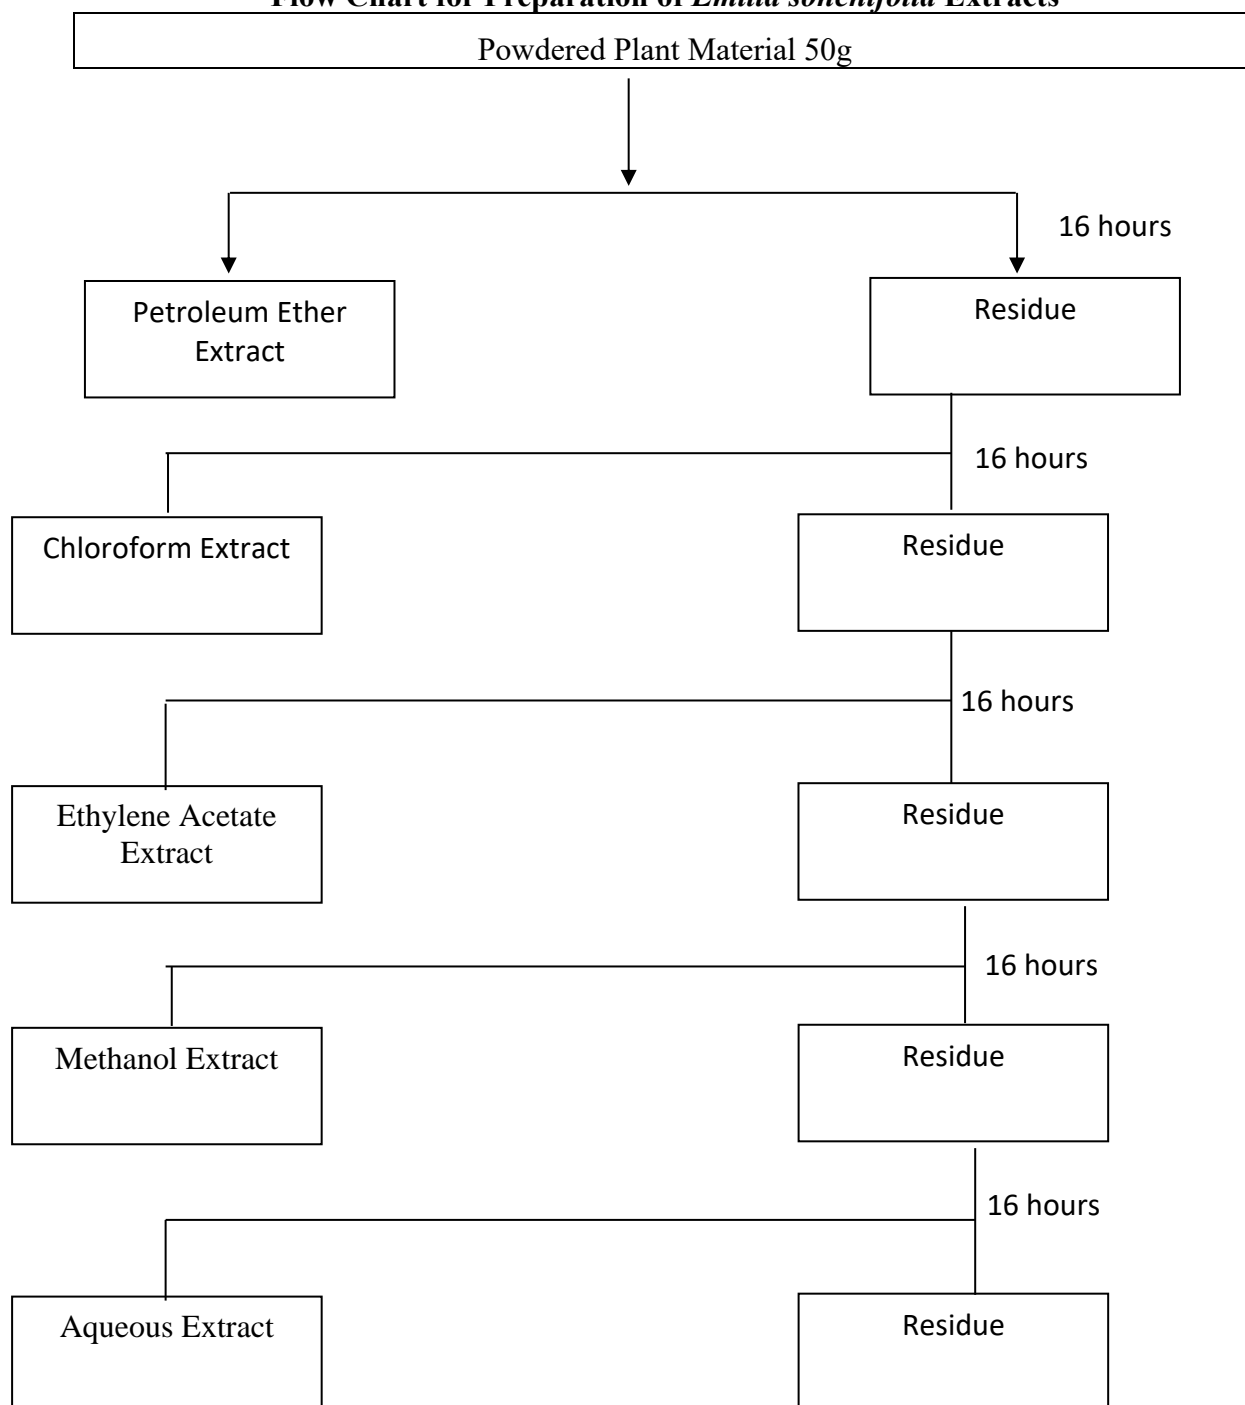 Flow Chart for Preparation of Emilia sonchifolia Extracts
Powdered Plant Material 50g
16 hours
Petroleum Ether
Extract
Residue
16 hours
Chloroform Extract
Residue
16 hours
Ethylene Acetate
Extract
Residue
16 hours
Methanol Extract
Residue
16 hours
Aqueous Extract
Residue